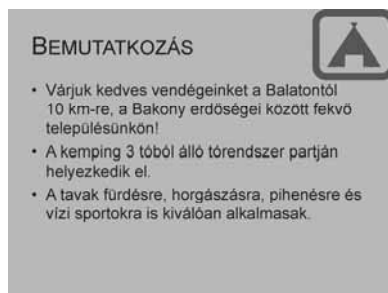 BEMUTATKOZÁS
• Várjuk kedves vendégeinket a Balatontól
10 km-re, a Bakony erdőségei között fekvő
településünkön!
• A kemping 3 tóból álló tórendszer partján
helyezkedik el.
• A tavak fürdésre, horgászásra, pihenésre és
vízi sportokra is kiválóan alkalmasak.